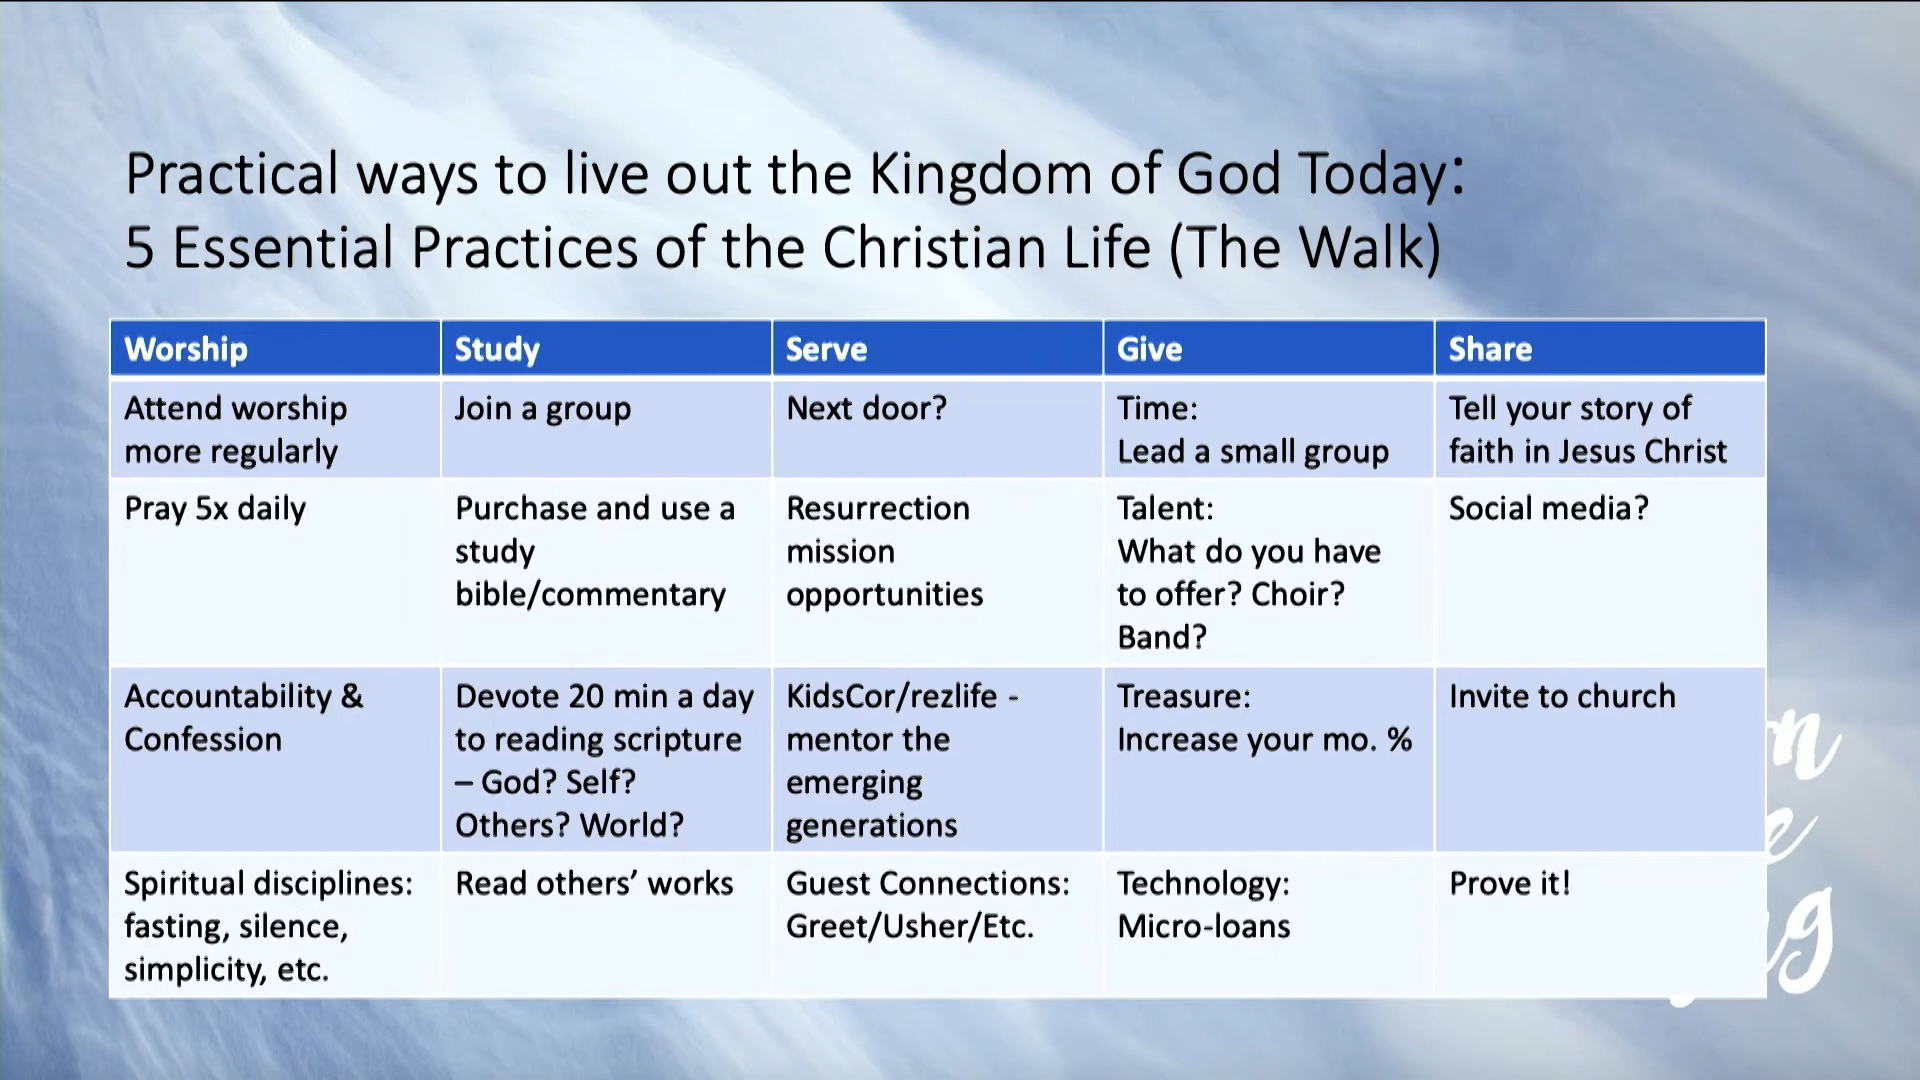 Practical ways to live out the Kingdom of God Today:
5 Essential Practices of the Christian Life (The Walk)
Worship
Study
Serve
Give
Share
Attend worship
more regularly
Join a group
Next door?
Time:
Lead a small group
Tell your story of
faith in Jesus Christ
Pray 5x daily
Purchase and use a
study
bible/commentary
Resurrection
mission
opportunities
Talent:
What do you have
to offer? Choir?
Band?
Social media?
Accountability &
Confession
Devote 20 min a day
to reading scripture
– God? Self?
Others? World?
KidsCor/rezlife -
mentor the
emerging
generations
Treasure:
Increase your mo. %
Invite to church
Spiritual disciplines:
fasting, silence,
simplicity, etc.
Read others’ works
Guest Connections:
Greet/Usher/Etc.
Technology:
Micro-loans
Prove it!